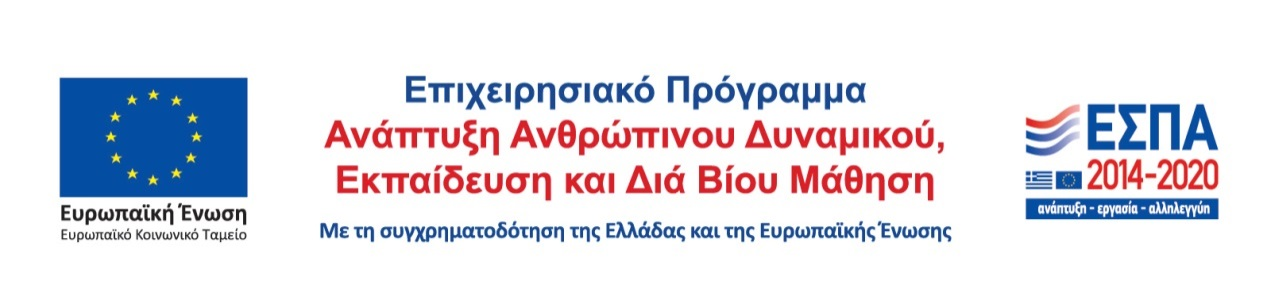 Ευρωπαϊκή Ένωση
Ευρωπαϊκό Κοινωνικό Ταμείο
Επιχειρησιακό Πρόγραμμα
Ανάπτυξη Ανθρώπινου Δυναμικού,
Εκπαίδευση και Διά Βίου Μάθηση
Με τη συγχρηματοδότηση της Ελλάδας και της Ευρωπαϊκής Ένωσης
ΕΣΠΑ
2014-2020
ανάπτυξη - εργασία - αλληλεγγύη